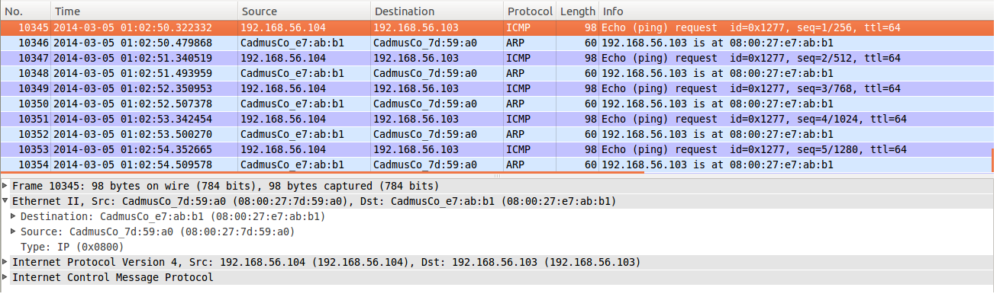 No. Time Source Destination Protocol Length Info
10345 2014-03-05 01:02:50.322332 192.168.56.104 192.168.56.103 ICMP 98 Echo (ping) request id=0x1277, seq=1/256, ttl=64
10346 2014-03-05 01:02:50.479868 CadmusCo_e7:ab:b1 CadmusCo_7d:59:a0 ARP 60 192.168.56.103 is at 08:00:27:e7:ab:b1
10347 2014-03-05 01:02:51.340519 192.168.56.104 192.168.56.103 ICMP 98 Echo (ping) request id=0x1277, seq=2/512, ttl=64
10348 2014-03-05 01:02:51.493959 CadmusCo_e7:ab:b1 CadmusCo_7d:59:a0 ARP 60 192.168.56.103 is at 08:00:27:e7:ab:b1
10349 2014-03-05 01:02:52.350953 192.168.56.104 192.168.56.103 ICMP 98 Echo (ping) request id=0x1277, seq=3/768, ttl=64
10350 2014-03-05 01:02:52.507378 CadmusCo_e7:ab:b1 CadmusCo_7d:59:a0 ARP 60 192.168.56.103 is at 08:00:27:e7:ab:b1
10351 2014-03-05 01:02:53.342454 192.168.56.104 192.168.56.103 ICMP 98 Echo (ping) request id=0x1277, seq=4/1024, ttl=64
10352 2014-03-05 01:02:53.500270 CadmusCo_e7:ab:b1 CadmusCo_7d:59:a0 ARP 60 192.168.56.103 is at 08:00:27:e7:ab:b1
10353 2014-03-05 01:02:54.352665 192.168.56.104 192.168.56.103 ICMP 98 Echo (ping) request id=0x1277, seq=5/1280, ttl=64
10354 2014-03-05 01:02:54.509578 CadmusCo_e7:ab:b1 CadmusCo_7d:59:a0 ARP 60 192.168.56.103 is at 08:00:27:e7:ab:b1
Frame 10345: 98 bytes on wire (784 bits), 98 bytes captured (784 bits)
Ethernet II, Src: CadmusCo_7d:59:a0 (08:00:27:7d:59:a0), Dst: CadmusCo_e7:ab:b1 (08:00:27:e7:ab:b1)
Destination: CadmusCo_e7:ab:b1 (08:00:27:e7:ab:b1)
Source: CadmusCo_7d:59:a0 (08:00:27:7d:59:a0)
Type: IP (0x0800)
Internet Protocol Version 4, Src: 192.168.56.104 (192.168.56.104), Dst: 192.168.56.103 (192.168.56.103)
Internet Control Message Protocol